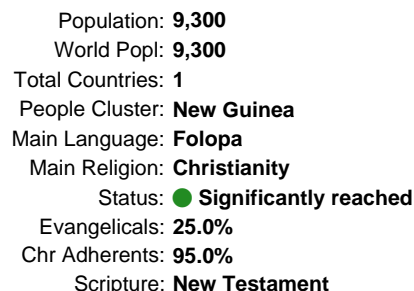 Population: 9,300
World Popl: 9,300
Total Countries: 1
People Cluster: New Guinea
Main Language: Folopa
Main Religion: Christianity
Status: Significantly reached
Evangelicals: 25.0%
Chr Adherents: 95.0%
Scripture: New Testament